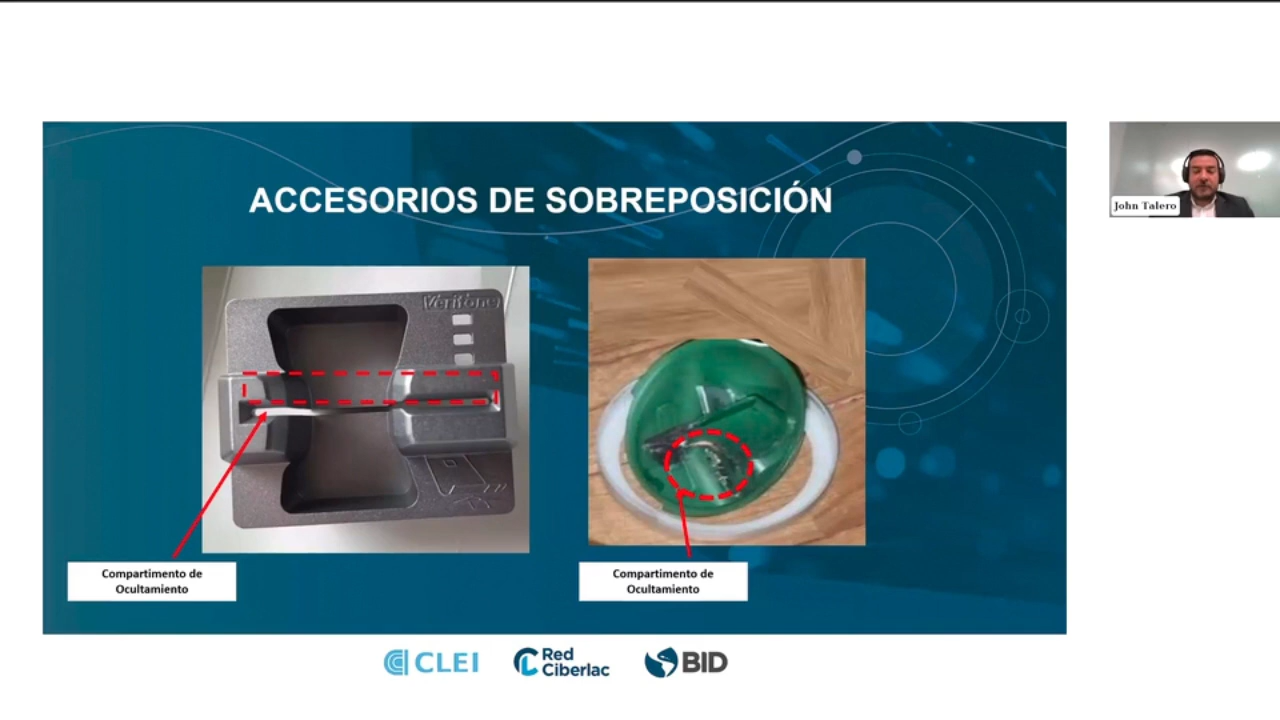 ACCESORIOS DE SOBREPOSICIÓN
Verifone
Compartimento de
Ocultamiento
Compartimento de
Ocultamiento
John Talero
CLEI
Red
Ciberlac
BID